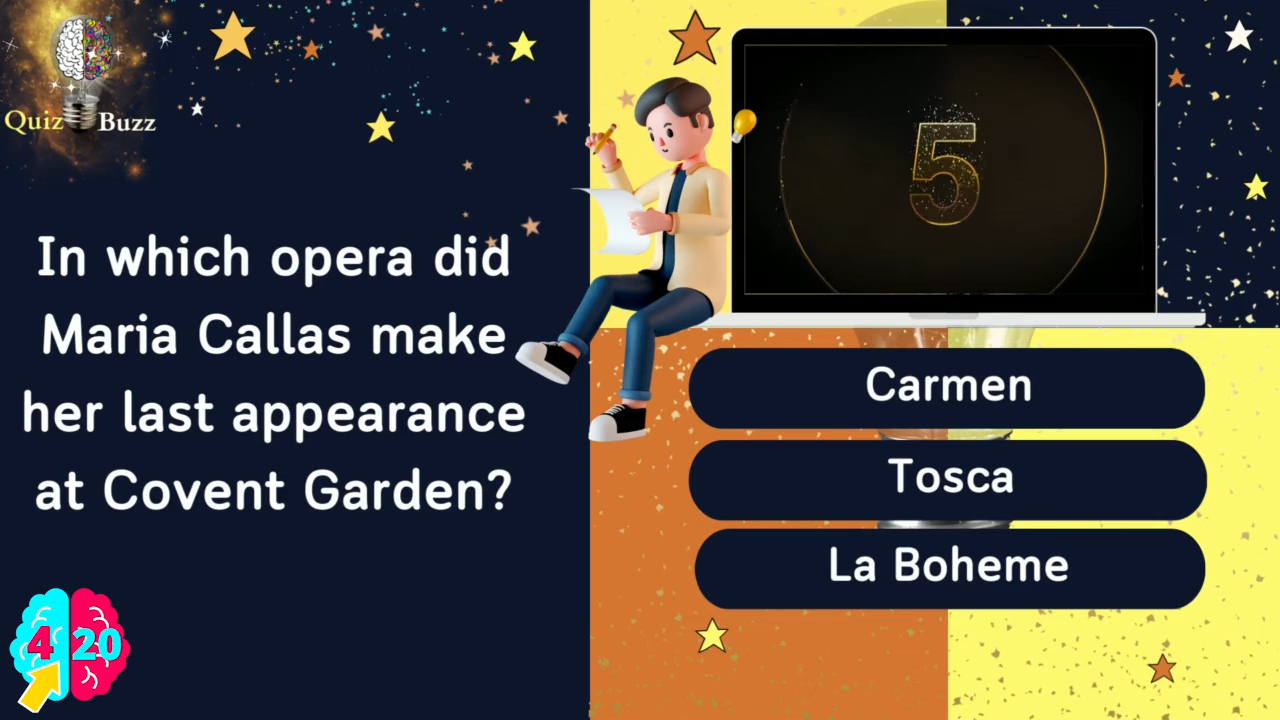 Quiz Buzz
In which opera did
Maria Callas make
her last appearance
at Covent Garden?
5
Carmen
Tosca
La Boheme
4 20